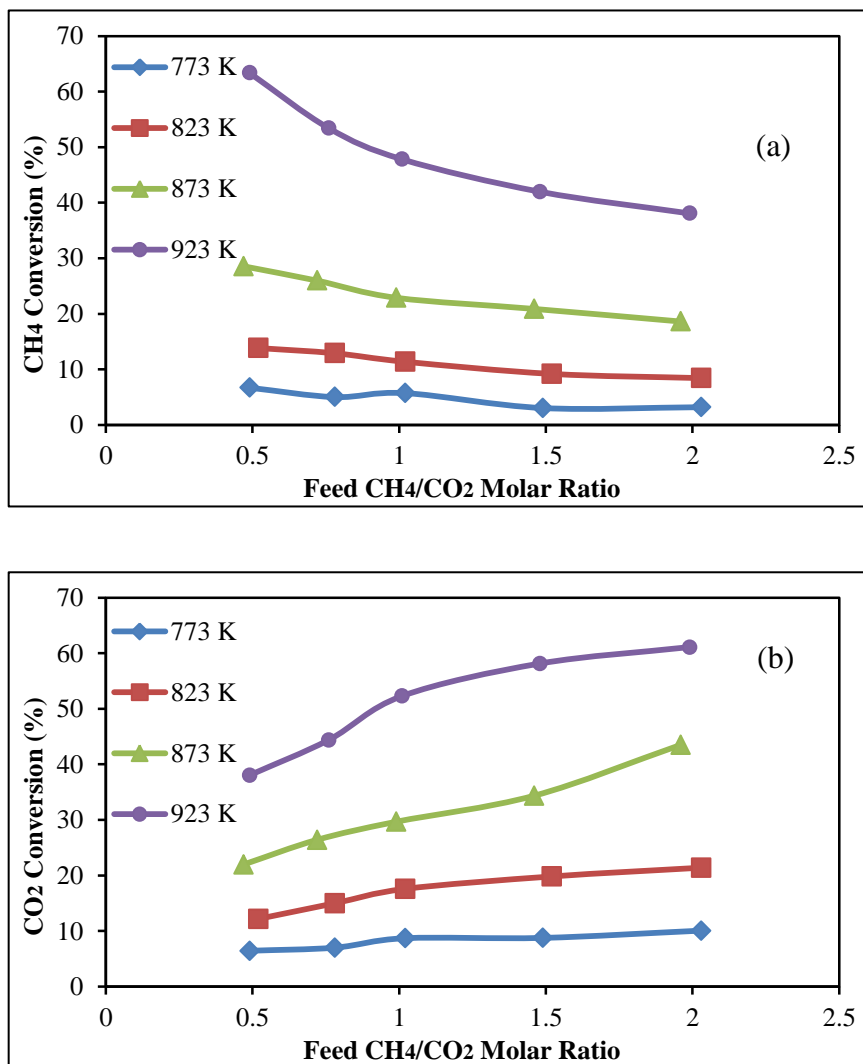 70
60
50
40
30
20
10
0
CH4 Conversion (%)
773 K
823 K
873 K
923 K
(a)
0 0.5 1 1.5 2 2.5
Feed CH4/CO2 Molar Ratio
70
60
50
40
30
20
10
0
CO2 Conversion (%)
773 K
823 K
873 K
923 K
(b)
0 0.5 1 1.5 2 2.5
Feed CH4/CO2 Molar Ratio